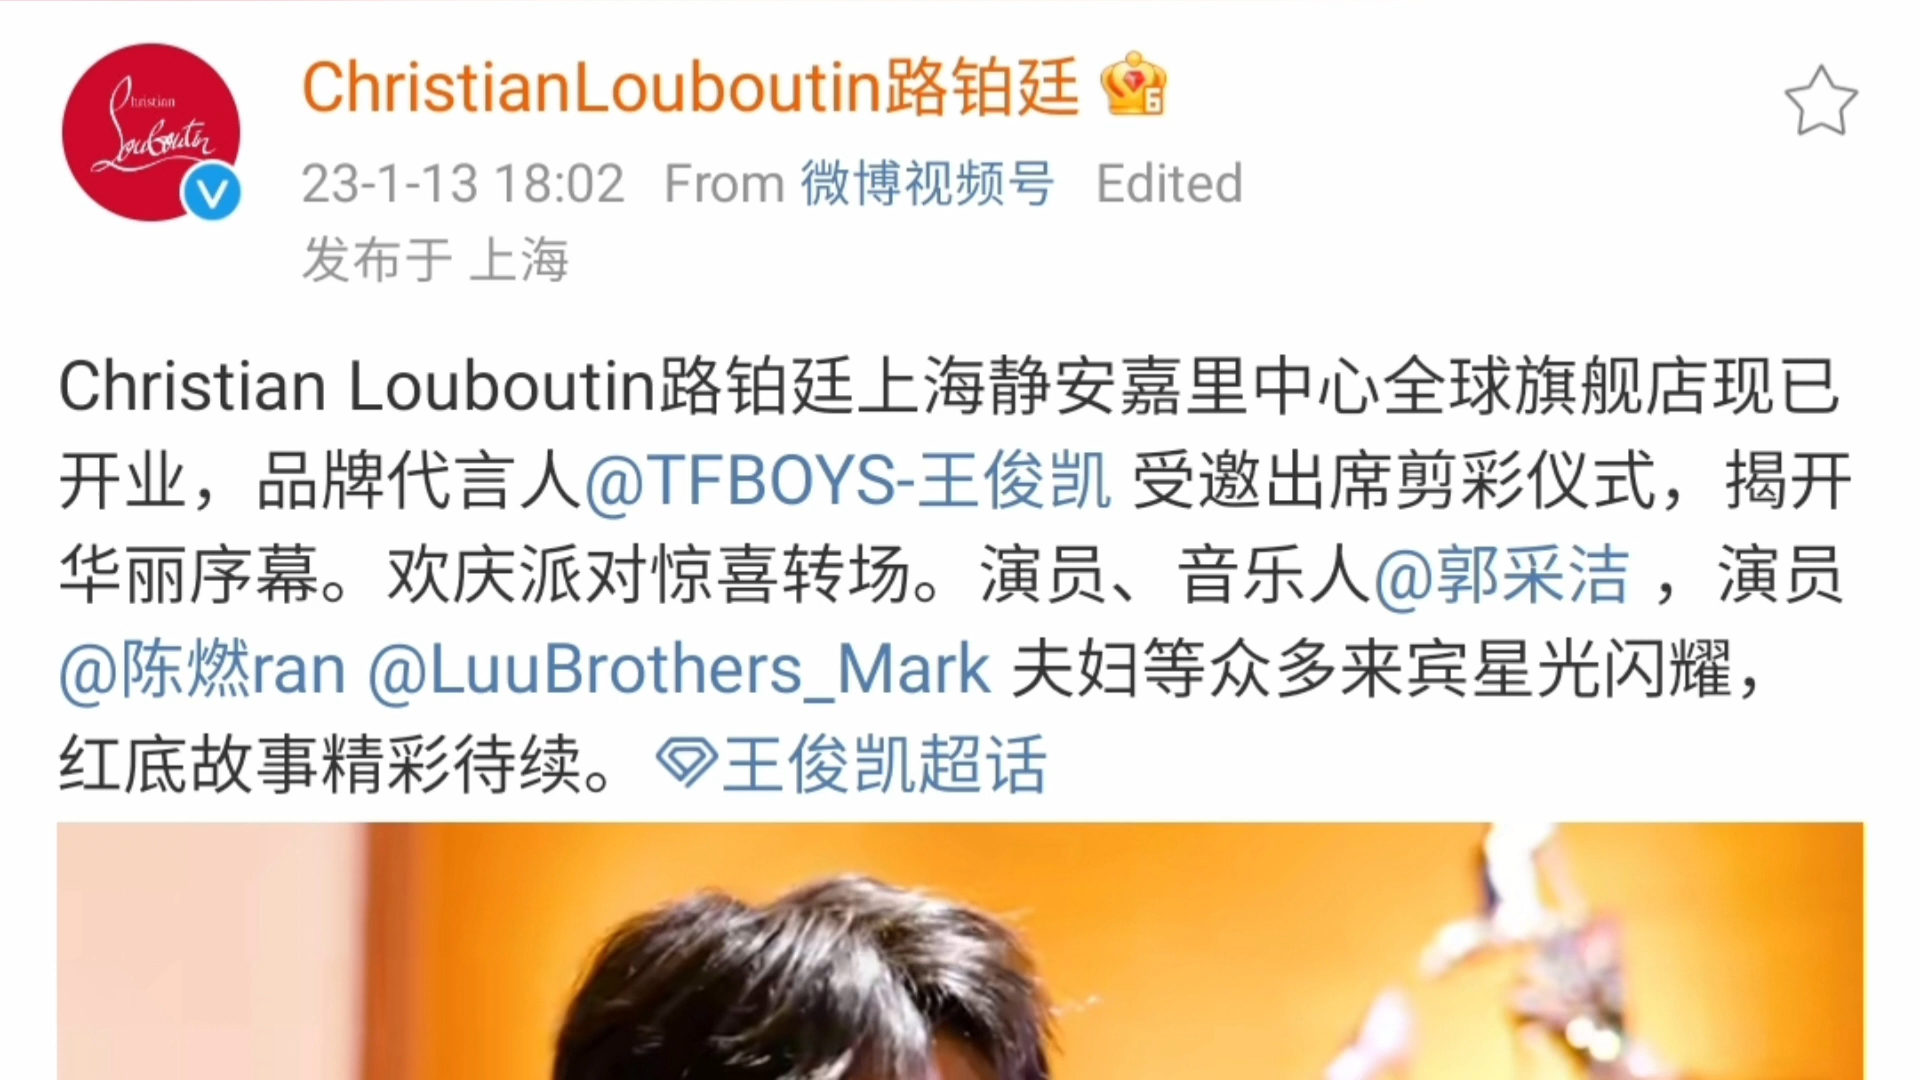 Christian Louboutin
ChristianLouboutin路铂廷 6
23-1-13 18:02 From 微博视频号 Edited
发布于 上海
Christian Louboutin路铂廷上海静安嘉里中心全球旗舰店现已
开业，品牌代言人@TFBOYS-王俊凯 受邀出席剪彩仪式，揭开
华丽序幕。欢庆派对惊喜转场。演员、音乐人@郭采洁 ，演员
@陈燃ran @LuuBrothers_Mark 夫妇等众多来宾星光闪耀，
红底故事精彩待续。王俊凯超话